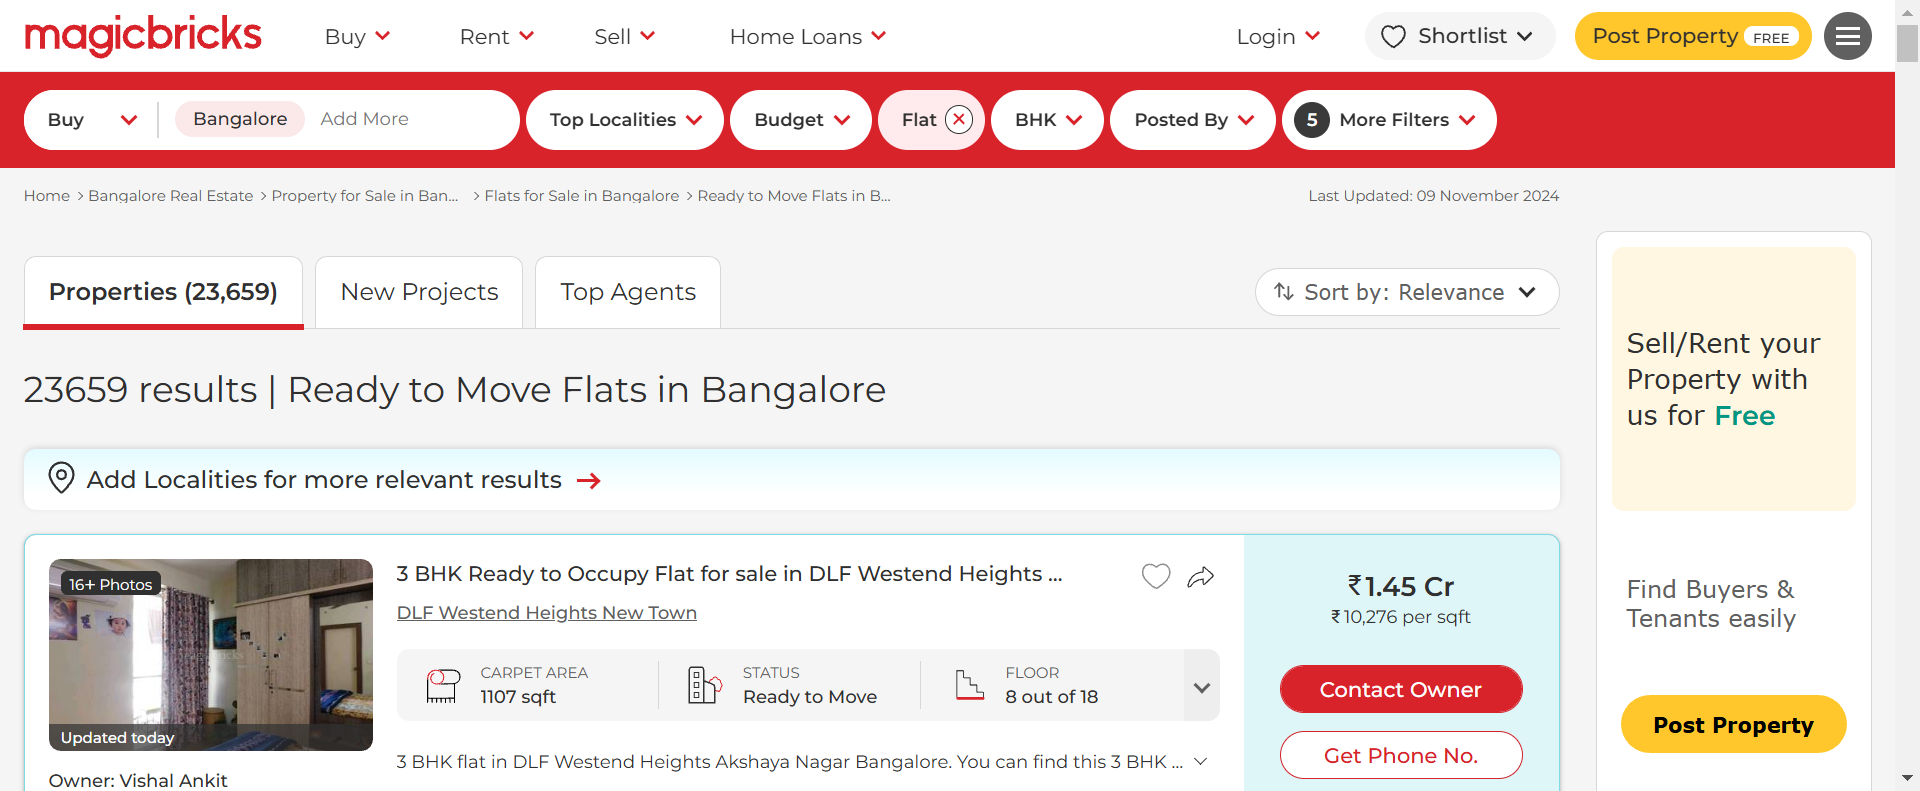 magicbricks Buy Rent Sell Home Loans Login Shortlist Post Property FREE
Buy Bangalore Add More Top Localities Budget Flat BHK Posted By 5 More Filters
Home > Bangalore Real Estate > Property for Sale in Ban... > Flats for Sale in Bangalore > Ready to Move Flats in B... Last Updated: 09 November 2024
Properties (23,659) New Projects Top Agents Sort by: Relevance
23659 results | Ready to Move Flats in Bangalore
Add Localities for more relevant results
16+ Photos
Updated today
Owner: Vishal Ankit
3 BHK Ready to Occupy Flat for sale in DLF Westend Heights ...
DLF Westend Heights New Town
CARPET AREA
1107 sqft
STATUS
Ready to Move
FLOOR
8 out of 18
3 BHK flat in DLF Westend Heights Akshaya Nagar Bangalore. You can find this 3 BHK ...
₹1.45 Cr
₹10,276 per sqft
Contact Owner
Get Phone No.
Sell/Rent your
Property with
us for Free
Find Buyers &
Tenants easily
Post Property